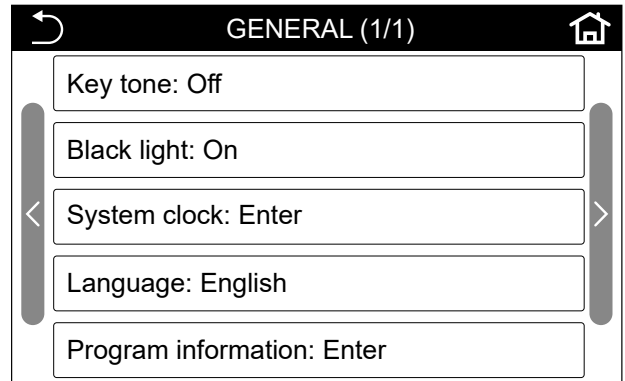 GENERAL (1/1)
Key tone: Off
Black light: On
System clock: Enter
Language: English
Program information: Enter